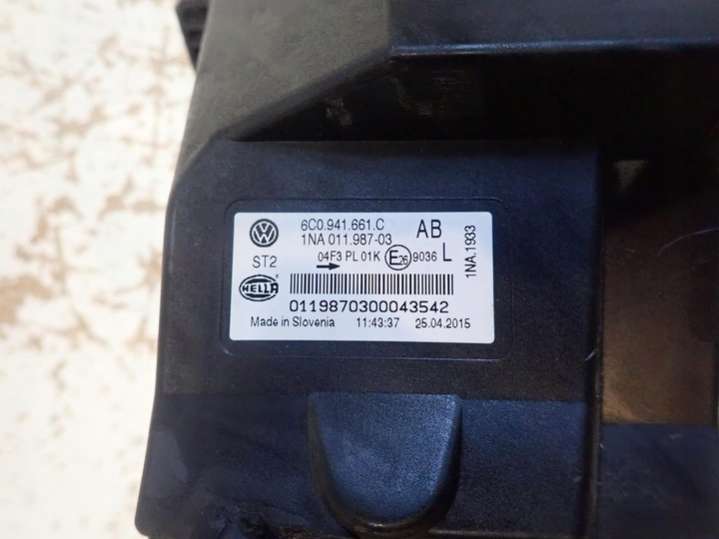 6C0.941.661.C AB
1NA 011.987-03
ST2 04F3 PL 01K E26 9036 L
1NA.1933
HELLA
0119870300043542
Made in Slovenia 11:43:37 25.04.2015